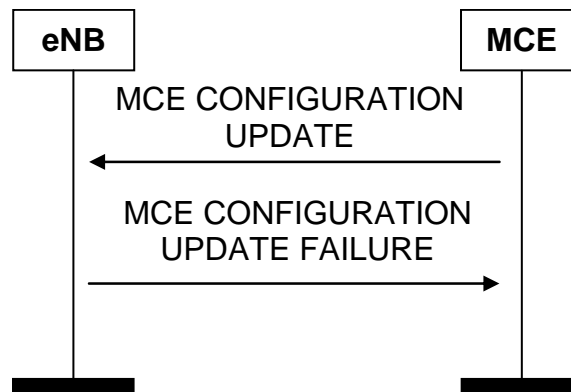 eNB
MCE
MCE CONFIGURATION
UPDATE
MCE CONFIGURATION
UPDATE FAILURE